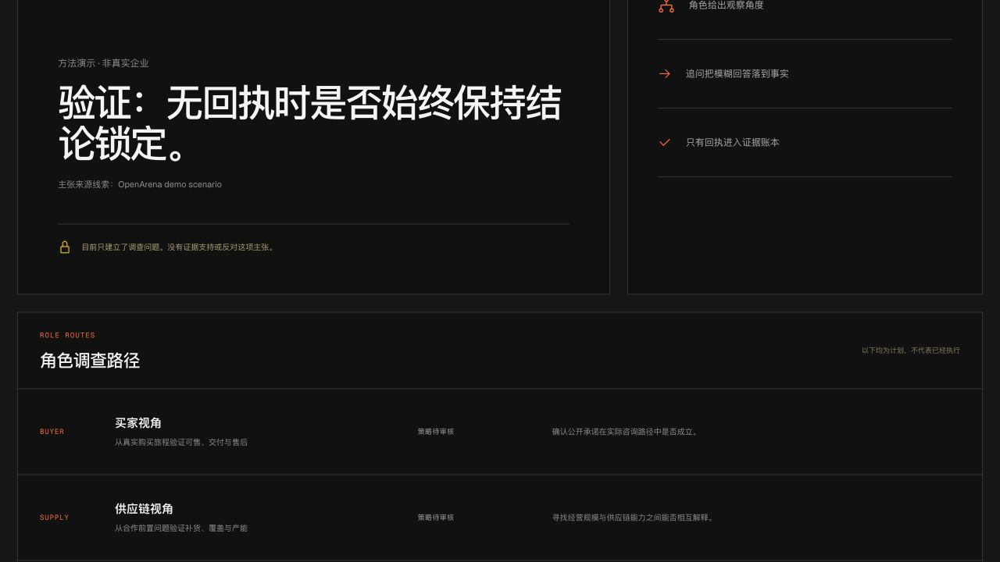 角色给出观察角度
追问把模糊回答落到事实
只有回执进入证据账本
方法演示 · 非真实企业
验证：无回执时是否始终保持结
论锁定。
主张来源线索：OpenArena demo scenario
目前只建立了调查问题。没有证据支持或反对这项主张。
ROLE ROUTES
角色调查路径
以下均为计划，不代表已经执行
BUYER
买家视角
从真实购买旅程验证可售、交付与售后
策略待审核
确认公开承诺在实际咨询路径中是否成立。
SUPPLY
供应链视角
从合作前置问题验证补货、覆盖与产能
策略待审核
寻找经营规模与供应链能力之间能否相互解释。